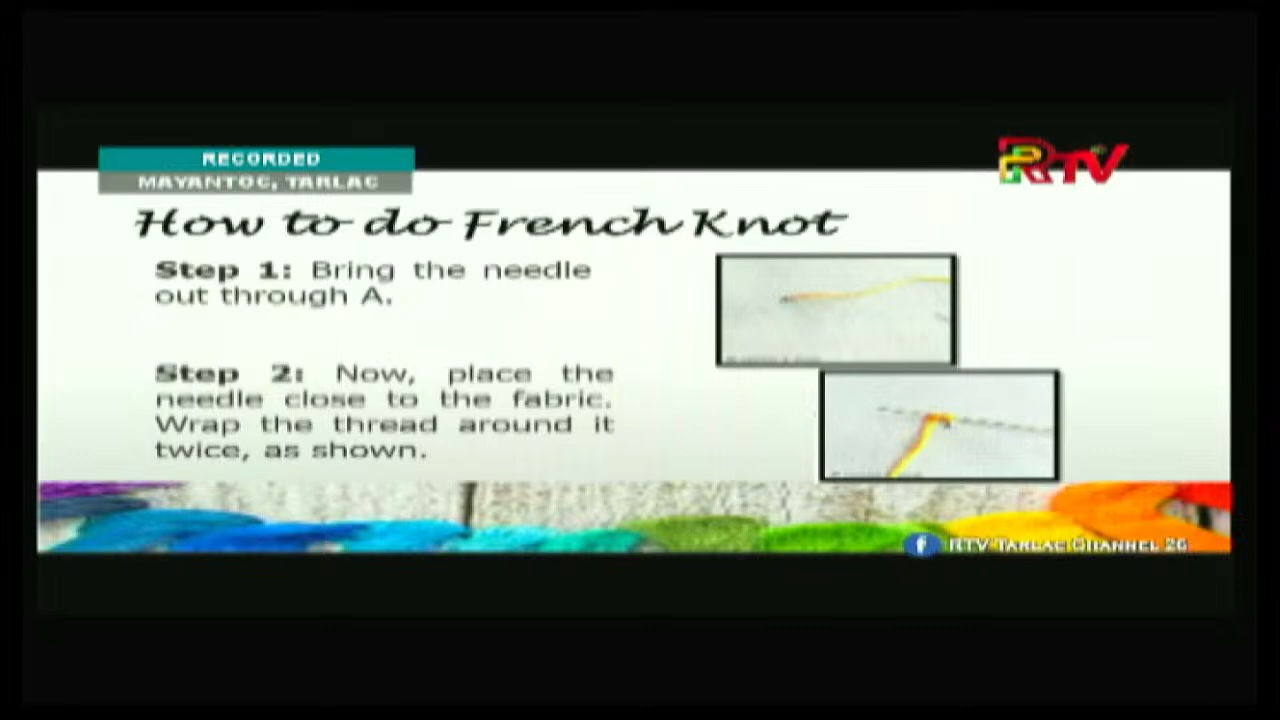 RECORDED
MAYANTOC, TARLAC
RTV
How to do French Knot
Step 1: Bring the needle
out through A.
Step 2: Now, place the
needle close to the fabric.
Wrap the thread around it
twice, as shown.
f RTV TARLAC CHANNEL 26